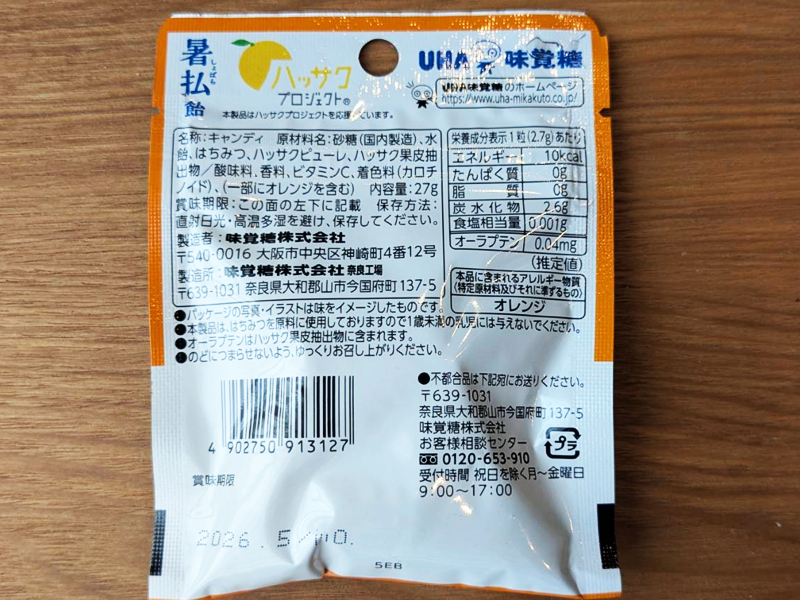 暑払飴
しょばらい
ハッサク
プロジェクト®
本製品はハッサクプロジェクトを応援しています。
UHA 味覚糖
UHA味覚糖のホームページ
https://www.uha-mikakuto.co.jp/
名称:キャンディ 原材料名:砂糖(国内製造)、水
飴、はちみつ、ハッサクピューレ、ハッサク果皮抽
出物/酸味料、香料、ビタミンC、着色料(カロチ
ノイド)、(一部にオレンジを含む) 内容量:27g
賞味期限:この面の左下に記載 保存方法:
直射日光・高温多湿を避け、保存してください。
製造者:味覚糖株式会社
〒540-0016 大阪市中央区神崎町4番12号
製造所:味覚糖株式会社 奈良工場
〒639-1031 奈良県大和郡山市今国府町137-5
栄養成分表示1粒(2.7g)あたり
エネルギー 10kcal
たんぱく質 0g
脂質 0g
炭水化物 2.6g
食塩相当量 0.001g
オーラプテン 0.04mg
(推定値)
本品に含まれるアレルギー物質
(特定原材料及びそれに準ずるもの)
オレンジ
●パッケージの写真・イラストは味をイメージしたものです。
●本製品は、はちみつを原料に使用しておりますので1歳未満の乳児には与えないでください。
●オーラプテンはハッサク果皮抽出物に含まれます。
●のどにつまらせないよう、ゆっくりお召し上がりください。
4 902750 913127
●不都合品は下記宛にお送りください。
〒639-1031
奈良県大和郡山市今国府町137-5
味覚糖株式会社
お客様相談センター
0120-653-910
受付時間 祝日を除く月~金曜日
9:00~17:00
プラ
賞味期限
2026. 5
SEB